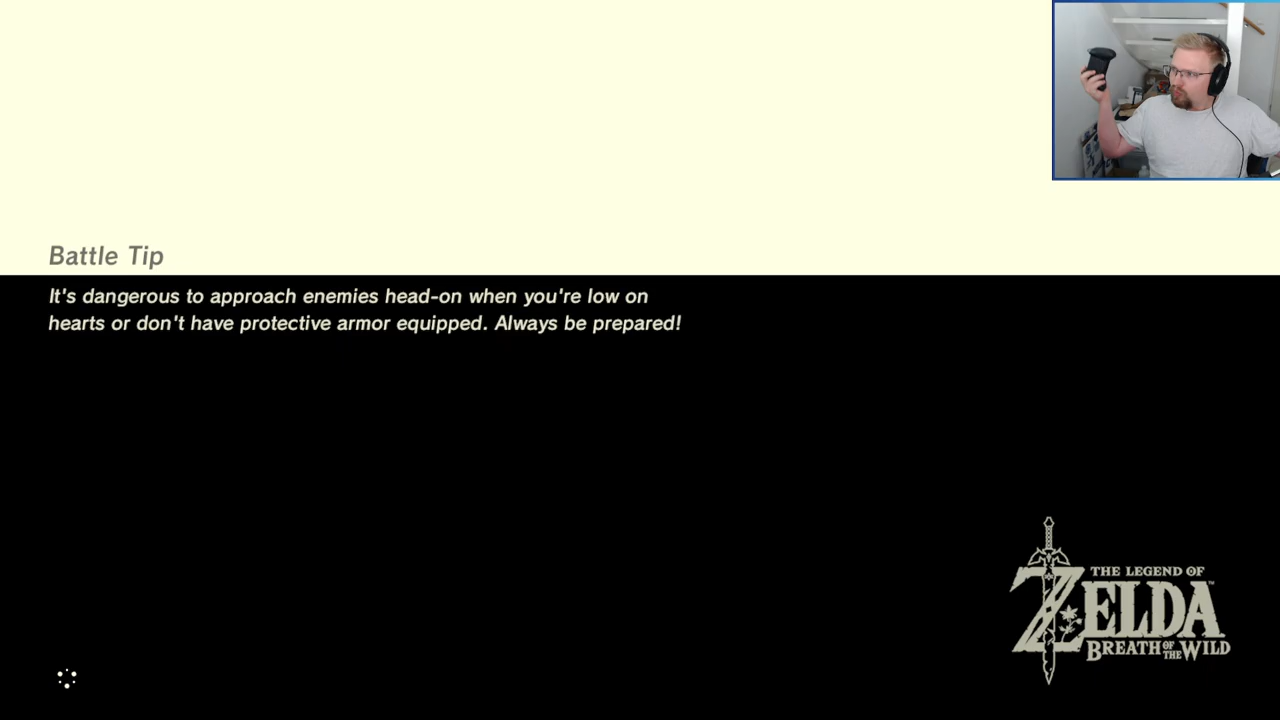 Battle Tip
It's dangerous to approach enemies head-on when you're low on
hearts or don't have protective armor equipped. Always be prepared!
THE LEGEND OF
ZELDA
BREATH OF THE WILD